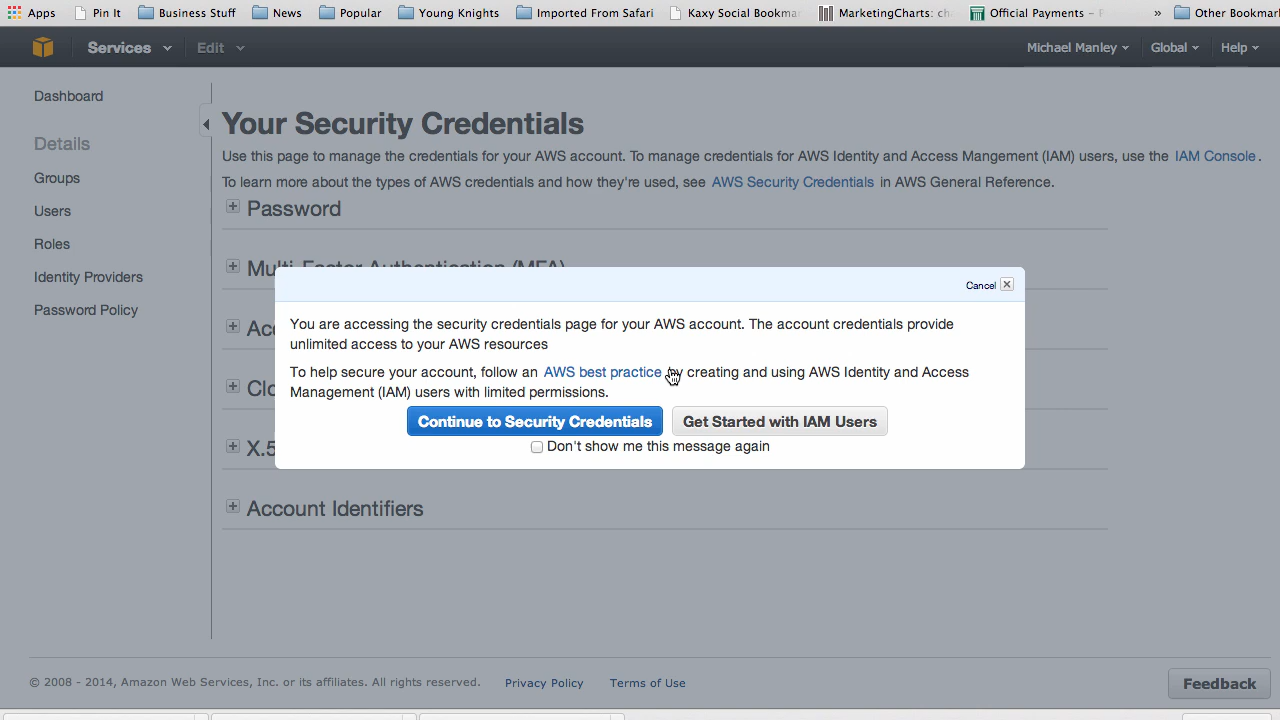 Apps Pin It Business Stuff News Popular Young Knights Imported From Safari Kaxy Social Bookma MarketingCharts: Official Payments – » Other Bookmar
Services Edit Michael Manley Global Help
Dashboard
Details
Groups
Users
Roles
Identity Providers
Password Policy
Your Security Credentials
Use this page to manage the credentials for your AWS account. To manage credentials for AWS Identity and Access Mangement (IAM) users, use the IAM Console.
To learn more about the types of AWS credentials and how they're used, see AWS Security Credentials in AWS General Reference.
Password
Multi-Factor Authentication (MFA)
Cancel
You are accessing the security credentials page for your AWS account. The account credentials provide
unlimited access to your AWS resources
To help secure your account, follow an AWS best practice by creating and using AWS Identity and Access
Management (IAM) users with limited permissions.
Continue to Security Credentials Get Started with IAM Users
Don't show me this message again
Ac
Clo
X.5
Account Identifiers
© 2008 - 2014, Amazon Web Services, Inc. or its affiliates. All rights reserved. Privacy Policy Terms of Use
Feedback